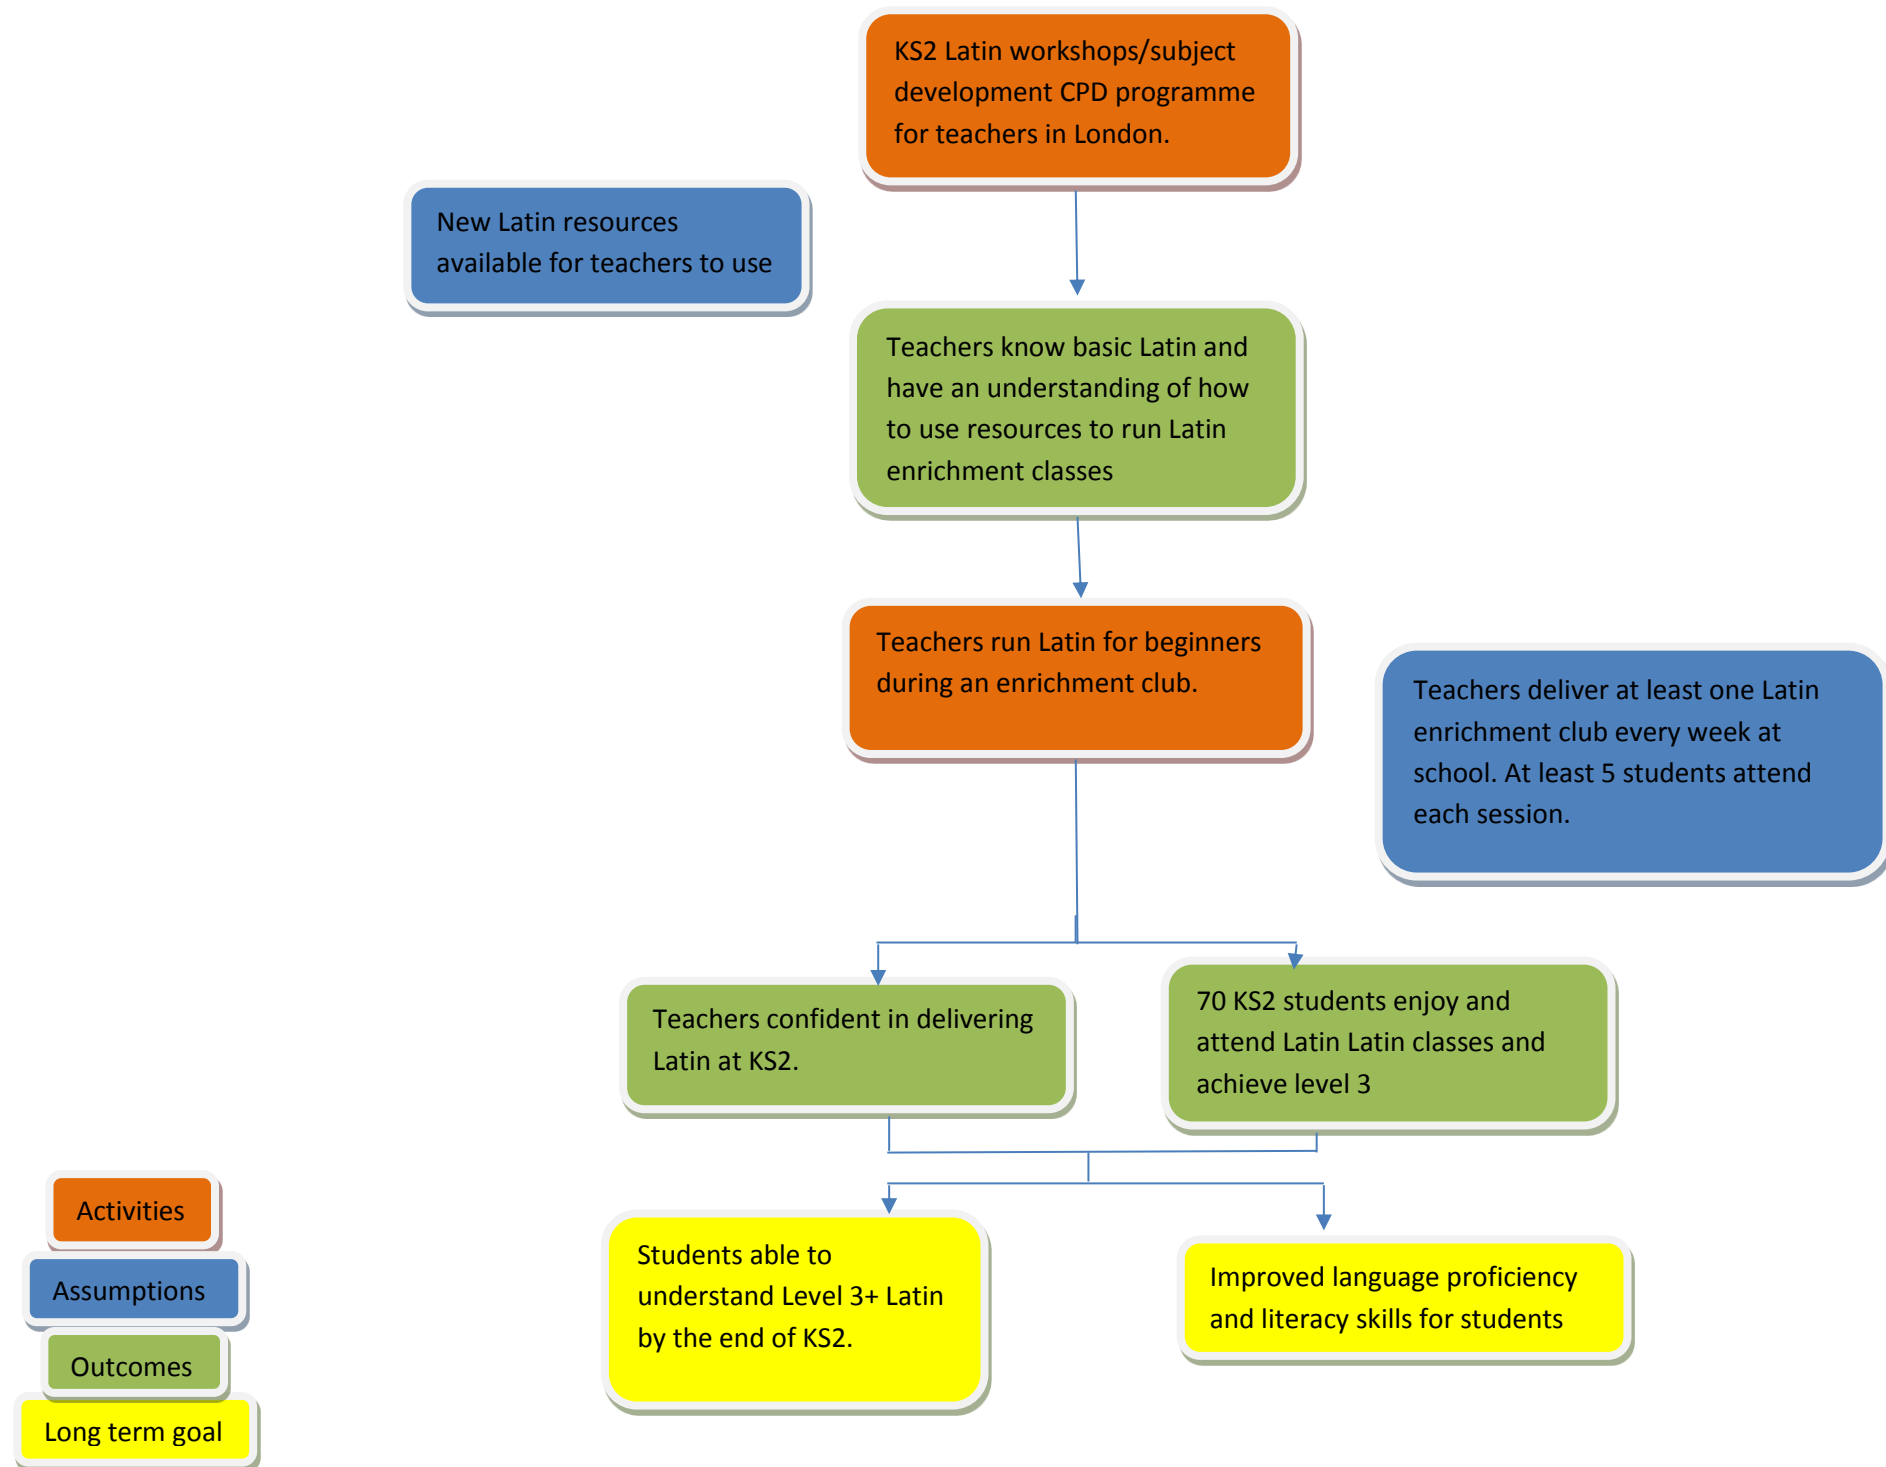 KS2 Latin workshops/subject
development CPD programme
for teachers in London.
New Latin resources
available for teachers to use
Teachers know basic Latin and
have an understanding of how
to use resources to run Latin
enrichment classes
Teachers run Latin for beginners
during an enrichment club.
Teachers deliver at least one Latin
enrichment club every week at
school. At least 5 students attend
each session.
Teachers confident in delivering
Latin at KS2.
70 KS2 students enjoy and
attend Latin Latin classes and
achieve level 3
Students able to
understand Level 3+ Latin
by the end of KS2.
Improved language proficiency
and literacy skills for students
Activities
Assumptions
Outcomes
Long term goal